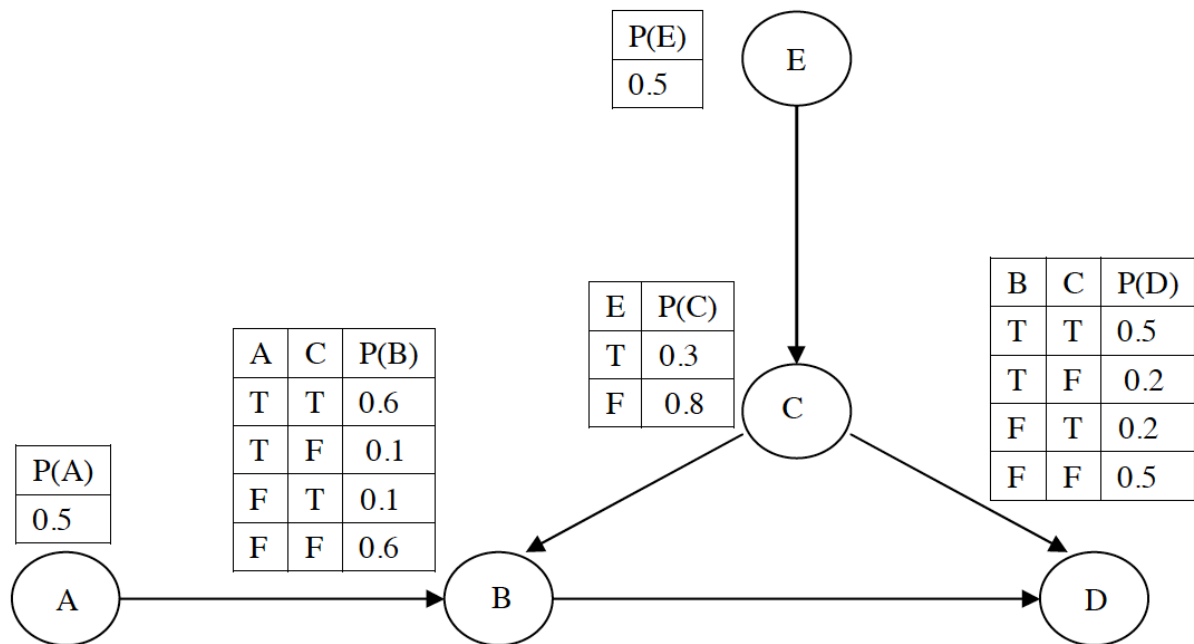 P(E)
0.5
E
E P(C)
T 0.3
F 0.8
C
B C P(D)
T T 0.5
T F 0.2
F T 0.2
F F 0.5
A C P(B)
T T 0.6
T F 0.1
F T 0.1
F F 0.6
P(A)
0.5
A
B
D